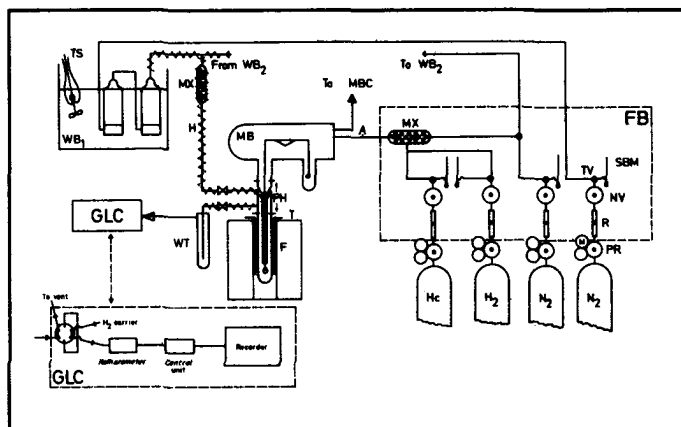 TS
WB1
From WB2
MX
H
To WB2
To MBC
MB
A
MX
FB
SBM
TV
NV
R
PR
M
PH
F
GLC
WT
Hc
H2
N2
N2
To vent
H2 carrier
Katharometer
Control unit
Recorder
GLC